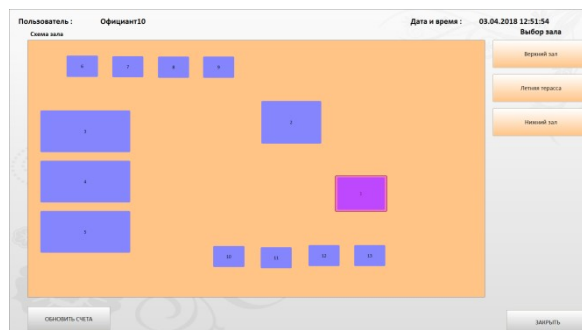 Пользователь : Официант10 Дата и время : 03.04.2018 12:51:54
Схема зала Выбор зала
6 7 8 9
Верхний зал
Летняя терасса
2
Нижний зал
3
4
1
5
10 11 12 13
ОБНОВИТЬ СЧЕТА
ЗАКРЫТЬ